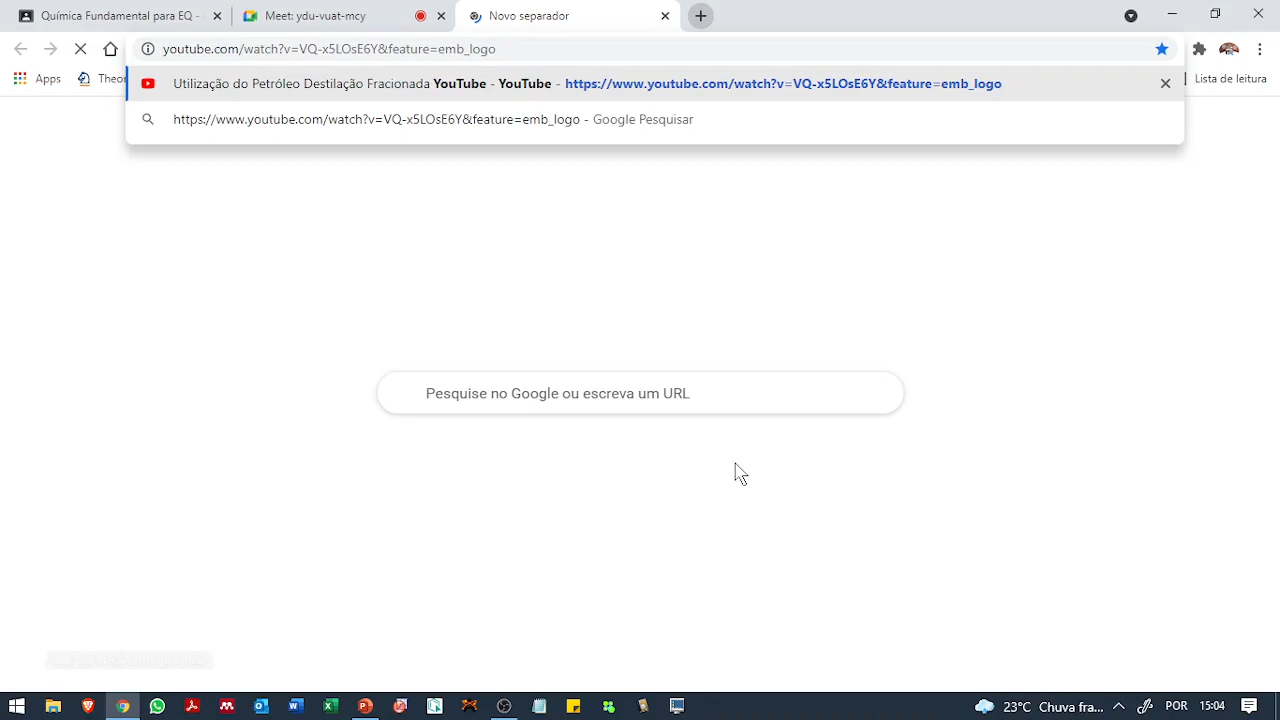 Química Fundamental para EQ -
Meet: ydu-vuat-mcy
Novo separador
youtube.com/watch?v=VQ-x5LOsE6Y&feature=emb_logo
Apps
Theor
Utilização do Petróleo Destilação Fracionada YouTube - YouTube - https://www.youtube.com/watch?v=VQ-x5LOsE6Y&feature=emb_logo
Lista de leitura
https://www.youtube.com/watch?v=VQ-x5LOsE6Y&feature=emb_logo - Google Pesquisar
Pesquise no Google ou escreva um URL
23°C Chuva fra...
POR
15:04